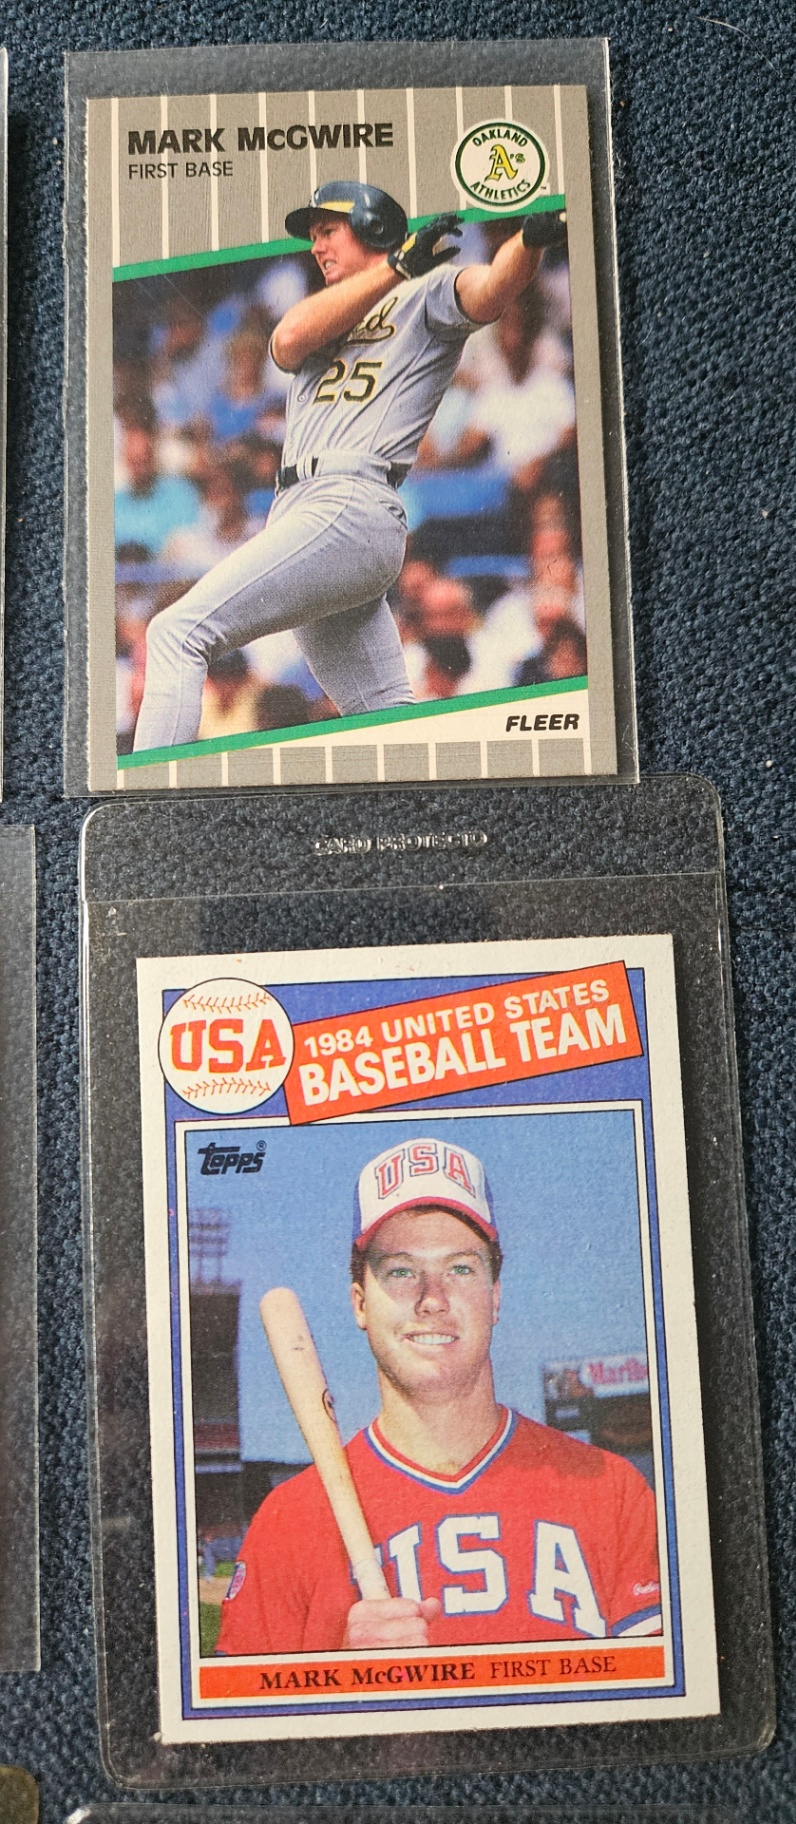 MARK McGWIRE
FIRST BASE
OAKLAND
A's
ATHLETICS
25
FLEER
CARD PROTECTO
USA
1984 UNITED STATES
BASEBALL TEAM
topps®
USA
Marlb
USA
MARK McGWIRE FIRST BASE